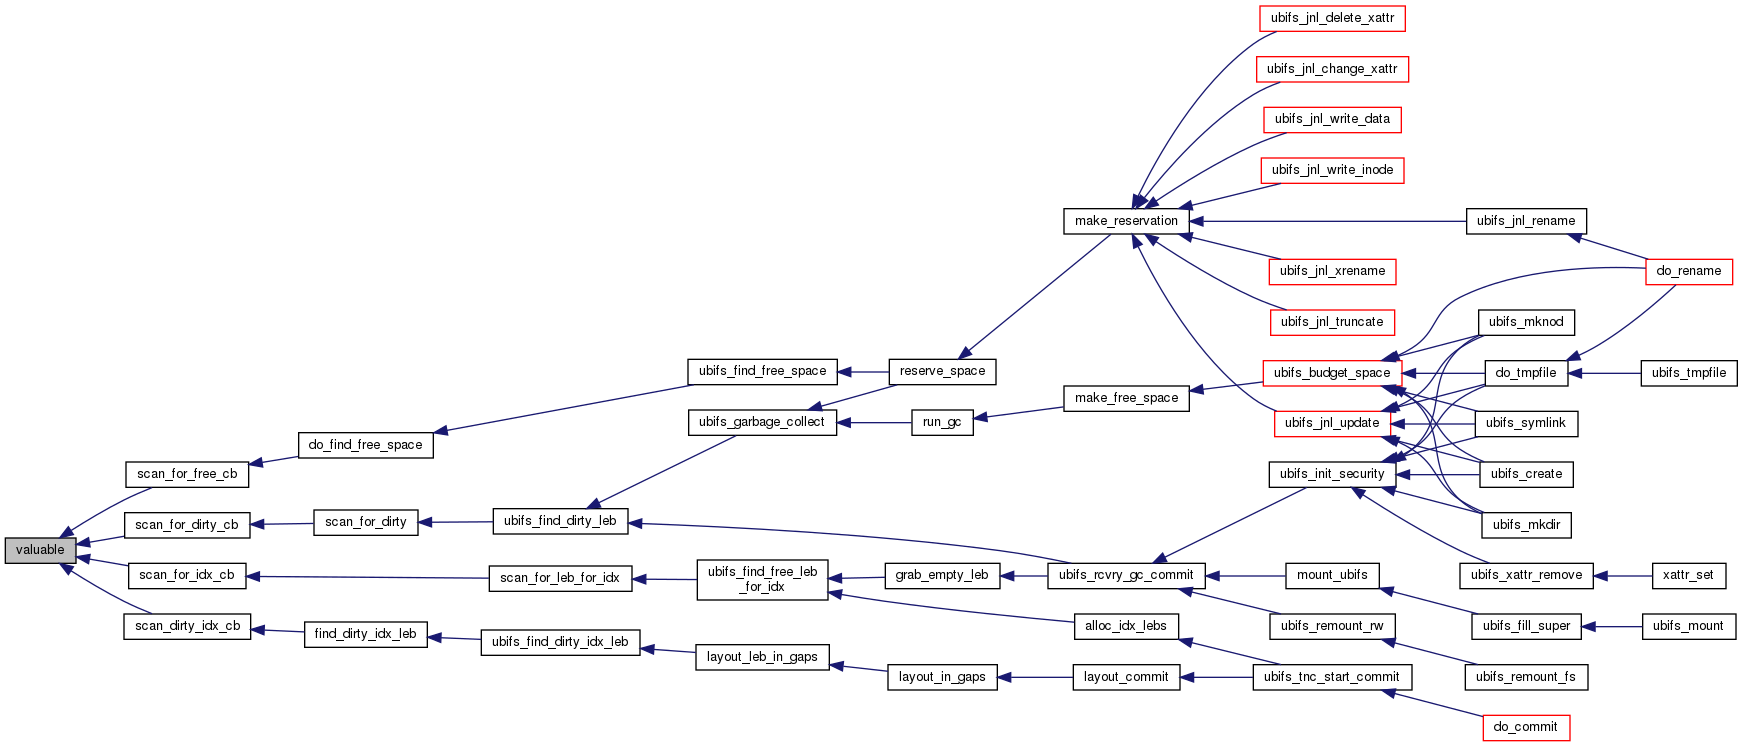 ubifs_jnl_delete_xattr
ubifs_jnl_change_xattr
ubifs_jnl_write_data
ubifs_jnl_write_inode
make_reservation
ubifs_jnl_rename
ubifs_jnl_xrename
do_rename
ubifs_jnl_truncate
ubifs_mknod
ubifs_find_free_space
reserve_space
ubifs_budget_space
do_tmpfile
ubifs_tmpfile
make_free_space
ubifs_garbage_collect
run_gc
ubifs_jnl_update
ubifs_symlink
do_find_free_space
scan_for_free_cb
ubifs_init_security
ubifs_create
scan_for_dirty_cb
scan_for_dirty
ubifs_find_dirty_leb
ubifs_mkdir
valuable
scan_for_idx_cb
scan_for_leb_for_idx
ubifs_find_free_leb
_for_idx
grab_empty_leb
ubifs_rcvry_gc_commit
mount_ubifs
ubifs_xattr_remove
xattr_set
scan_dirty_idx_cb
find_dirty_idx_leb
ubifs_find_dirty_idx_leb
alloc_idx_lebs
ubifs_remount_rw
ubifs_fill_super
ubifs_mount
layout_leb_in_gaps
layout_in_gaps
layout_commit
ubifs_tnc_start_commit
ubifs_remount_fs
do_commit